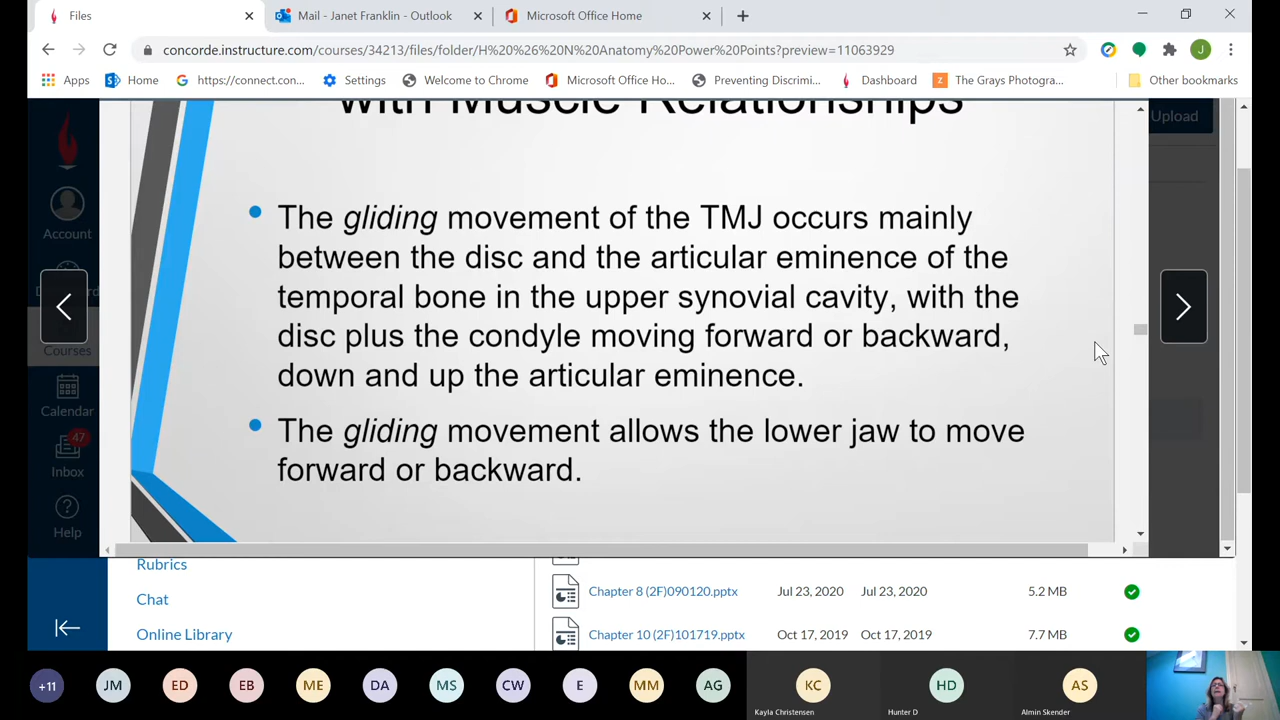 Files
Mail - Janet Franklin - Outlook
Microsoft Office Home
concorde.instructure.com/courses/34213/files/folder/H%20%26%20N%20Anatomy%20Power%20Points?preview=11063929
J
Apps
Home
https://connect.con...
Settings
Welcome to Chrome
Microsoft Office Ho...
Preventing Discrim...
Dashboard
The Grays Photogra...
Other bookmarks
Upload
with Muscle Relationships
Account
Courses
Calendar
47
Inbox
Help
The gliding movement of the TMJ occurs mainly
between the disc and the articular eminence of the
temporal bone in the upper synovial cavity, with the
disc plus the condyle moving forward or backward,
down and up the articular eminence.
The gliding movement allows the lower jaw to move
forward or backward.
Rubrics
Chat
Online Library
Chapter 8 (2F)090120.pptx Jul 23, 2020 Jul 23, 2020 5.2 MB
Chapter 10 (2F)101719.pptx Oct 17, 2019 Oct 17, 2019 7.7 MB
+11 JM ED EB ME DA MS CW E MM AG KC HD AS
Kayla Christensen Hunter D Almin Skender